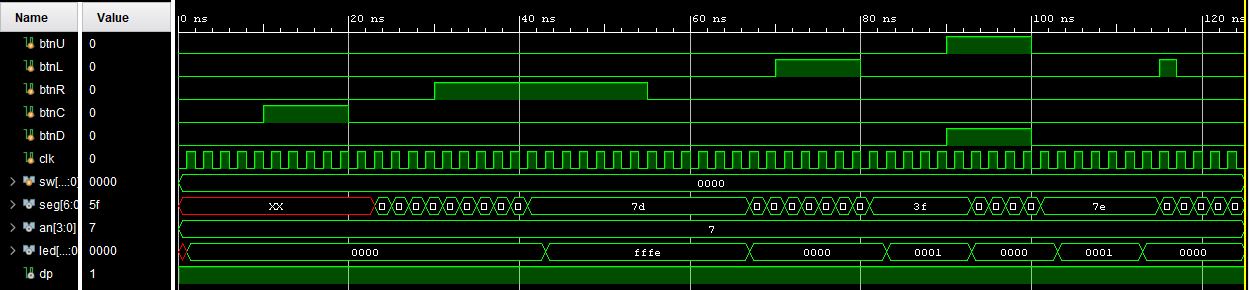 Name Value 0 ns 20 ns 40 ns 60 ns 80 ns 100 ns 120 ns
btnU 0
btnL 0
btnR 0
btnC 0
btnD 0
clk 0
sw[...:0] 0000 0000
seg[6:0] 5f XX 0 0 0 0 0 0 0 0 0 7d 0 0 0 0 0 0 0 3f 0 0 0 0 7e 0 0 0 0 0
an[3:0] 7 7
led[...:0] 0000 0000 fffe 0000 0001 0000 0001 0000
dp 1